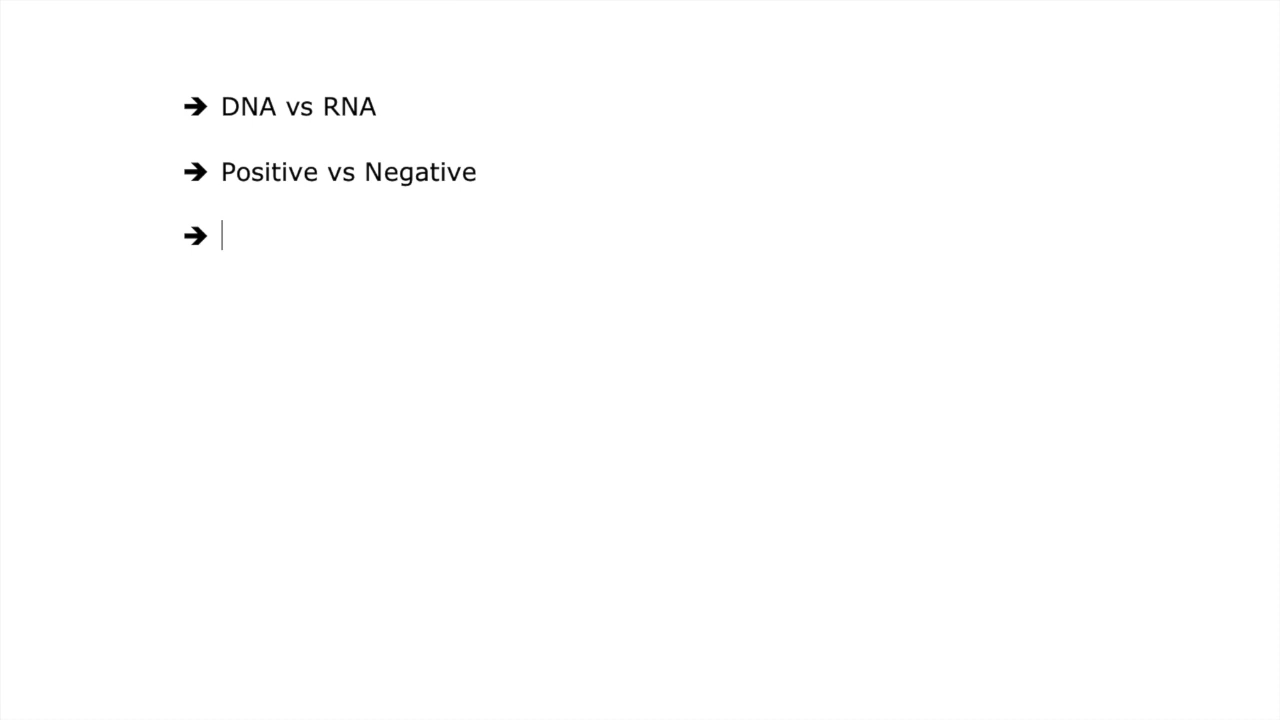 ➔ DNA vs RNA
➔ Positive vs Negative
➔